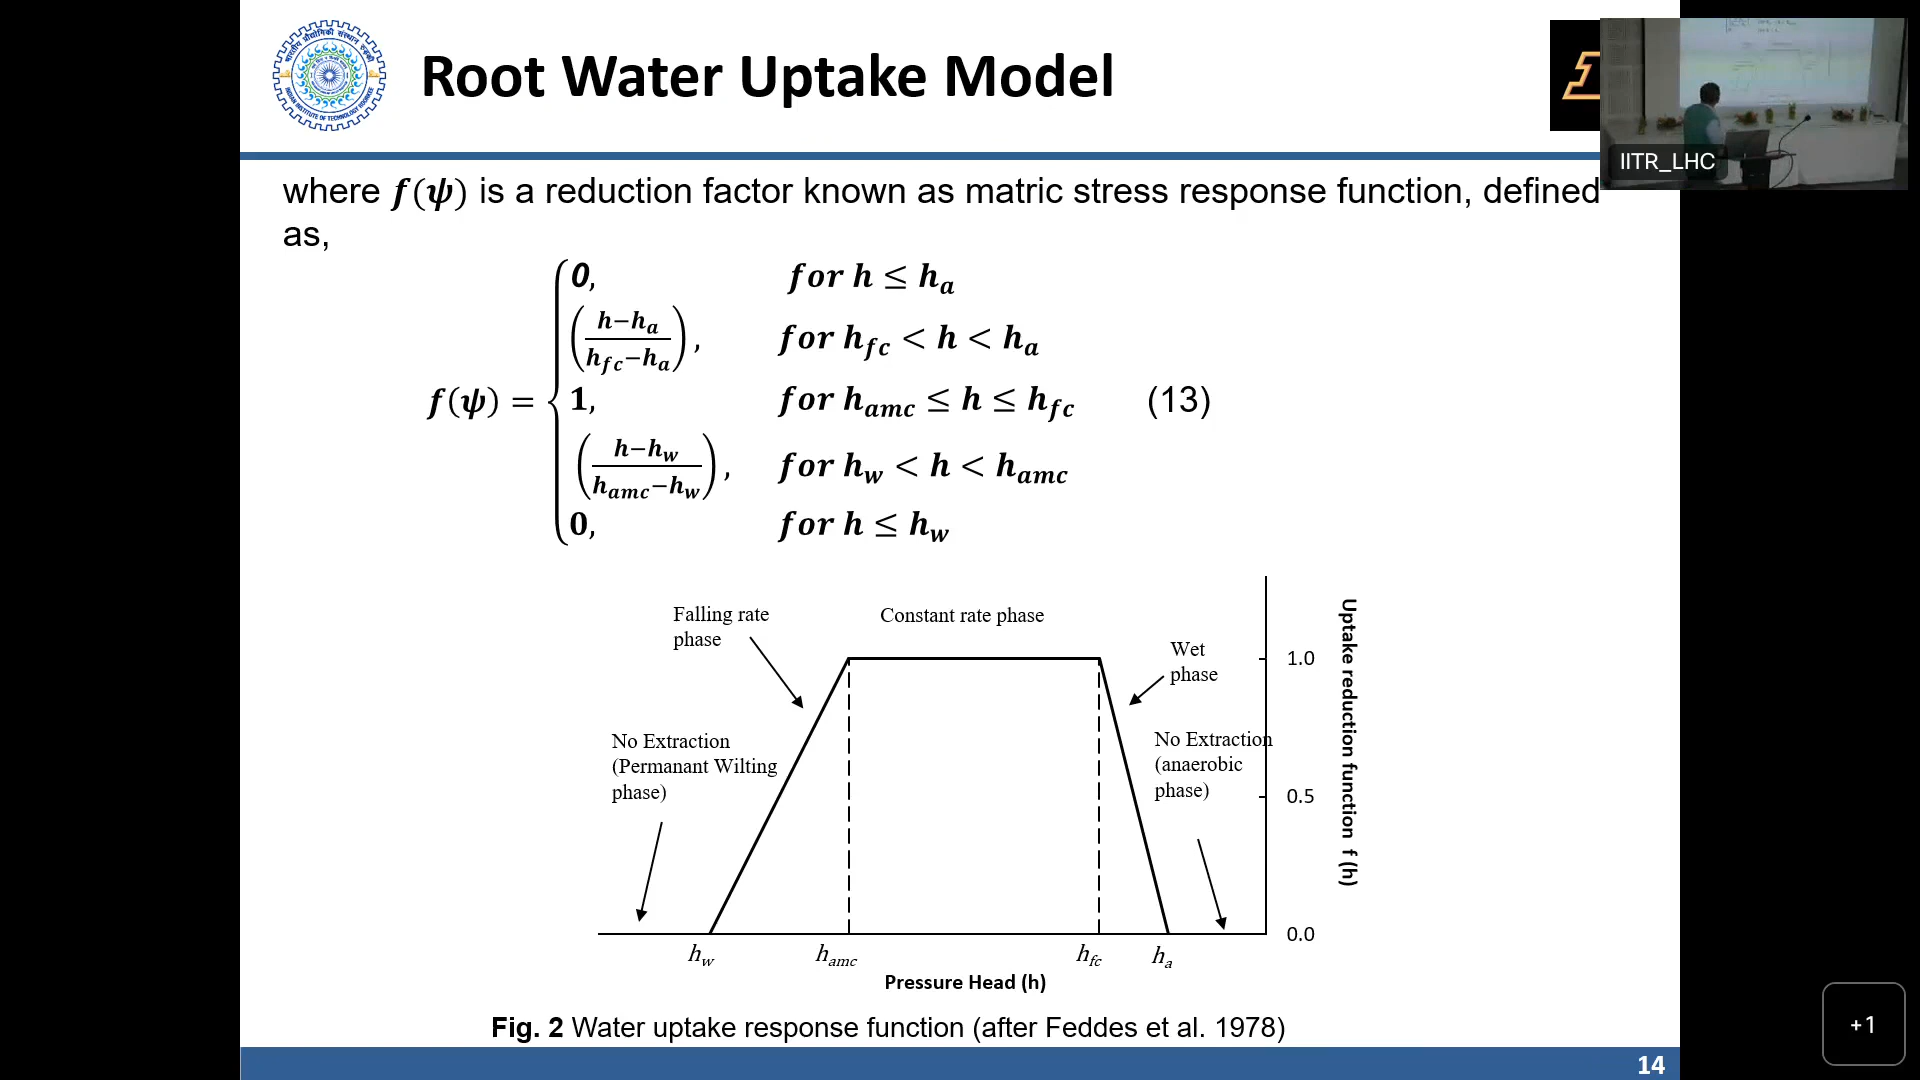 Root Water Uptake Model
IITR_LHC
where f(ψ) is a reduction factor known as matric stress response function, defined
as,
f(ψ) = { 0, for h ≤ h_a
((h−h_a)/(h_fc−h_a)), for h_fc < h < h_a
1, for h_amc ≤ h ≤ h_fc (13)
((h−h_w)/(h_amc−h_w)), for h_w < h < h_amc
0, for h ≤ h_w
Falling rate
phase
Constant rate phase
Wet
phase
No Extraction
(Permanant Wilting
phase)
No Extraction
(anaerobic
phase)
1.0
0.5
0.0
Uptake reduction function f (h)
h_w h_amc h_fc h_a
Pressure Head (h)
Fig. 2 Water uptake response function (after Feddes et al. 1978)
14
+1